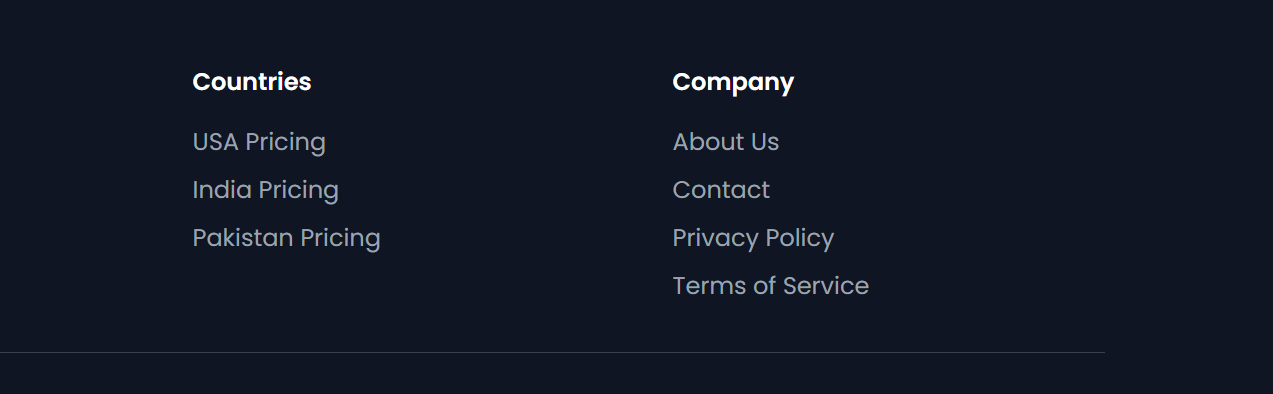 Countries
USA Pricing
India Pricing
Pakistan Pricing
Company
About Us
Contact
Privacy Policy
Terms of Service